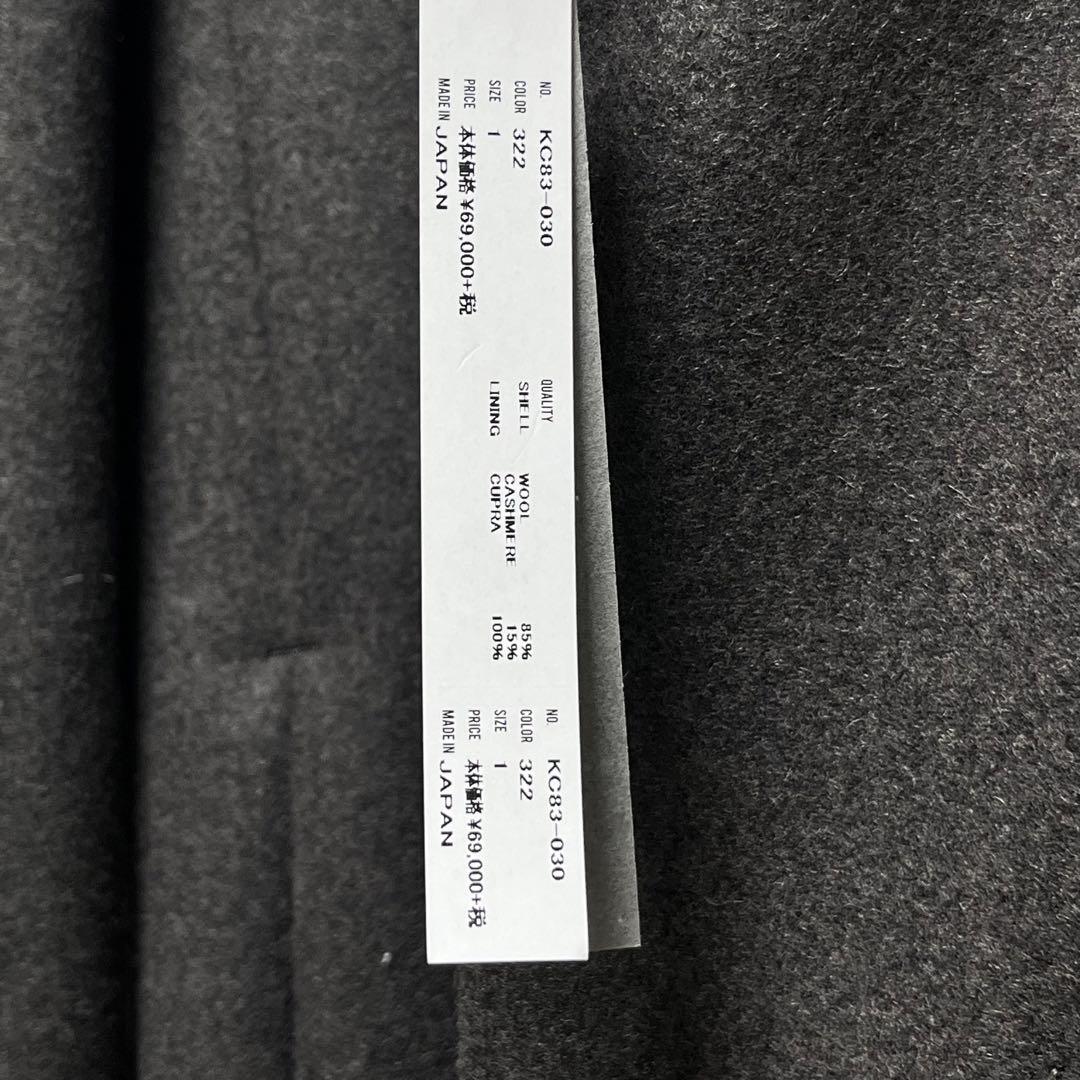 NO. KC83-030
COLOR 322
SIZE 1
PRICE 本体価格 ¥69,000+税
MADE IN JAPAN
QUALITY
SHELL WOOL 85%
CASHMERE 15%
LINING CUPRA 100%
NO. KC83-030
COLOR 322
SIZE 1
PRICE 本体価格 ¥69,000+税
MADE IN JAPAN